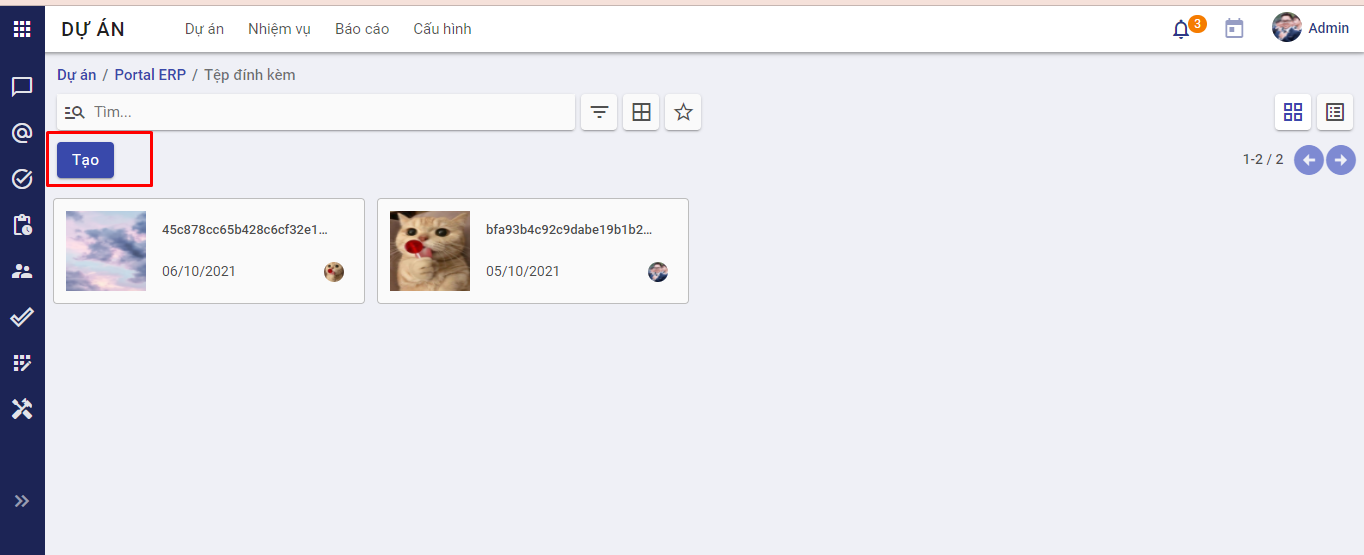 DỰ ÁN Dự án Nhiệm vụ Báo cáo Cấu hình 3 Admin
Dự án / Portal ERP / Tệp đính kèm
Tìm...
Tạo 1-2 / 2
45c878cc65b428c6cf32e1... bfa93b4c92c9dabe19b1b2...
06/10/2021 05/10/2021